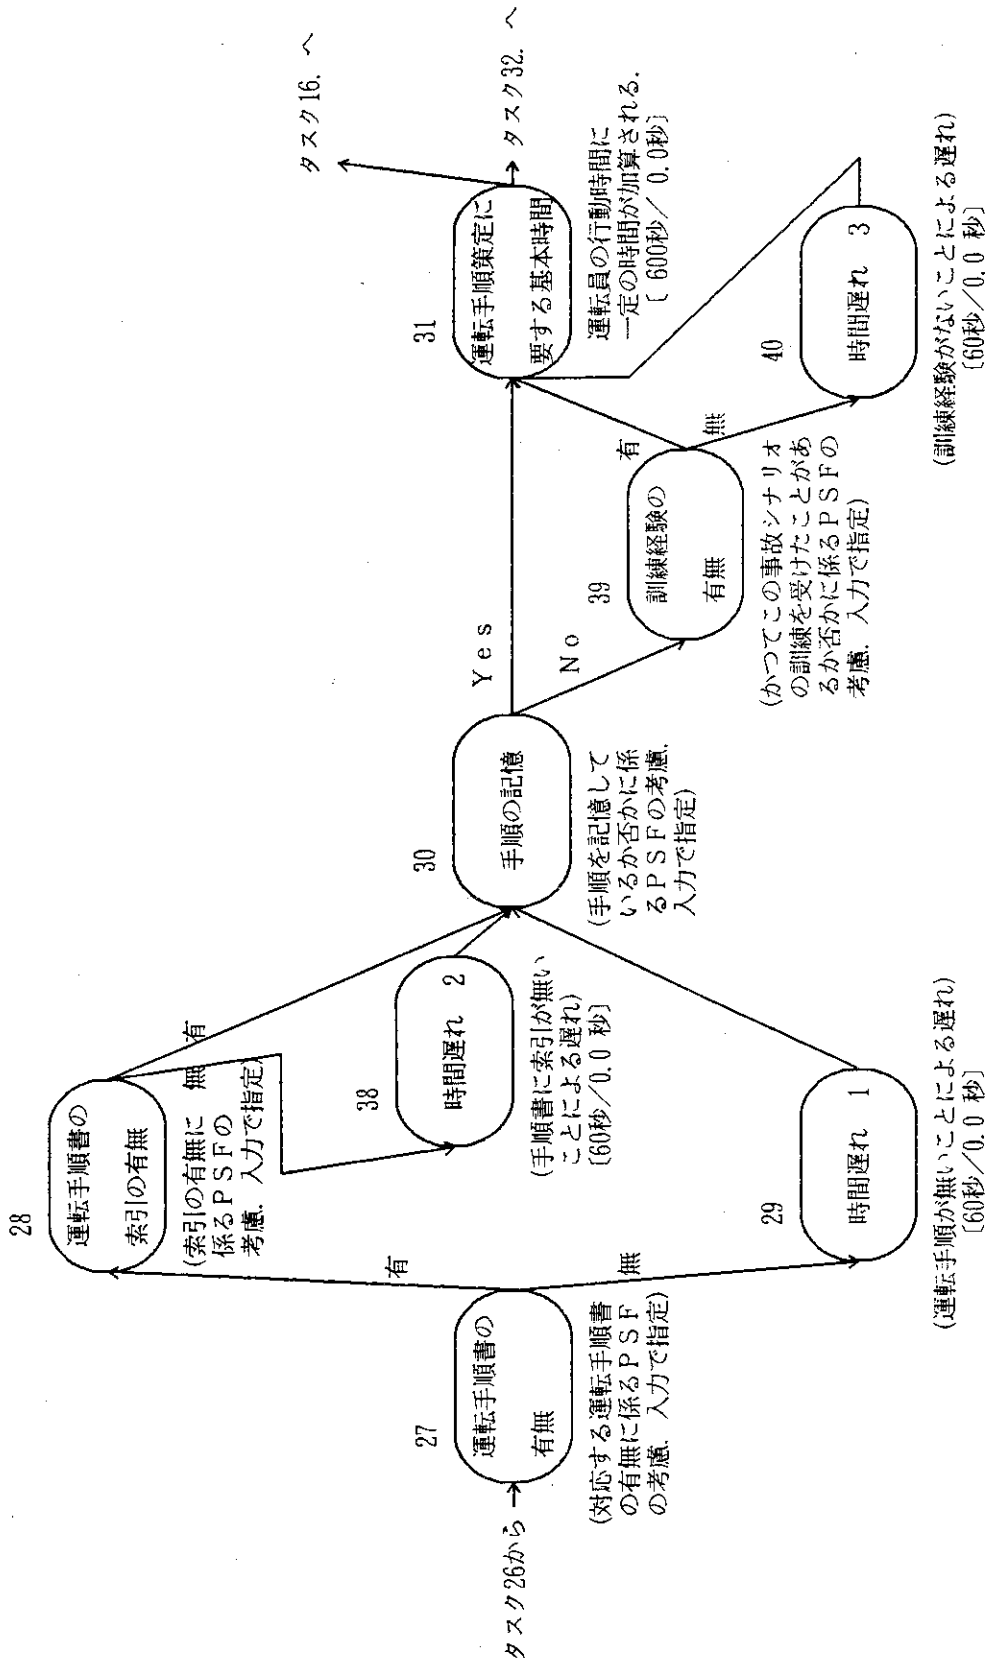 タスク26から
27
運転手順書の
有無
(対応する運転手順書
の有無に係るPSF
の考慮. 入力で指定)
有
無
28
運転手順書の
索引の有無
(索引の有無に
係るPSFの
考慮. 入力で指定)
無
有
29
時間遅れ 1
(運転手順が無いことによる遅れ)
〔60秒/0.0 秒〕
38
時間遅れ 2
(手順書に索引が無い
ことによる遅れ)
〔60秒/0.0 秒〕
30
手順の記憶
(手順を記憶して
いるか否かに係
るPSFの考慮.
入力で指定)
Yes
No
39
訓練経験の
有無
(かつてこの事故シナリオ
の訓練を受けたことがあ
るか否かに係るPSFの
考慮. 入力で指定)
有
無
40
時間遅れ 3
(訓練経験がないことによる遅れ)
〔60秒/0.0 秒〕
31
運転手順策定に
要する基本時間
運転員の行動時間に
一定の時間が加算される.
〔 600秒/ 0.0秒〕
タスク16. へ
タスク32. へ